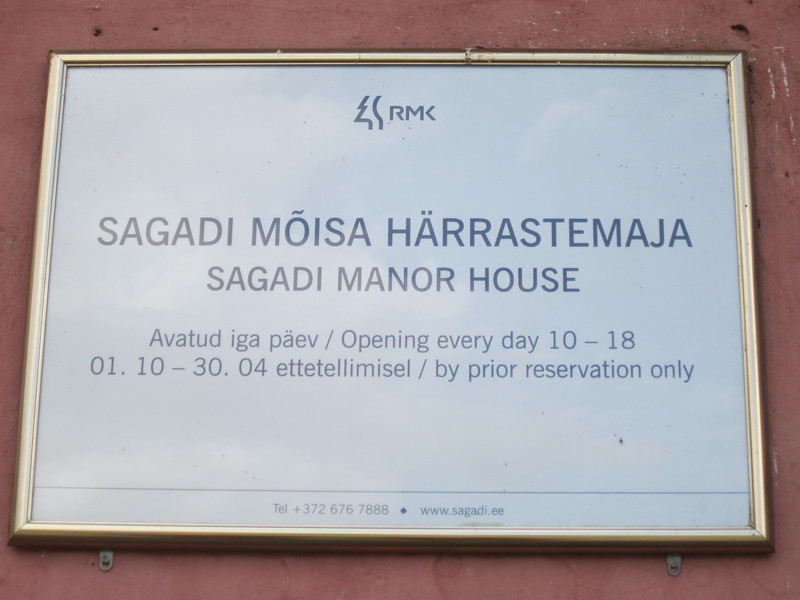 RMK
SAGADI MÕISA HÄRRASTEMAJA
SAGADI MANOR HOUSE
Avatud iga päev / Opening every day 10 – 18
01. 10 – 30. 04 ettetellimisel / by prior reservation only
Tel +372 676 7888 ◆ www.sagadi.ee